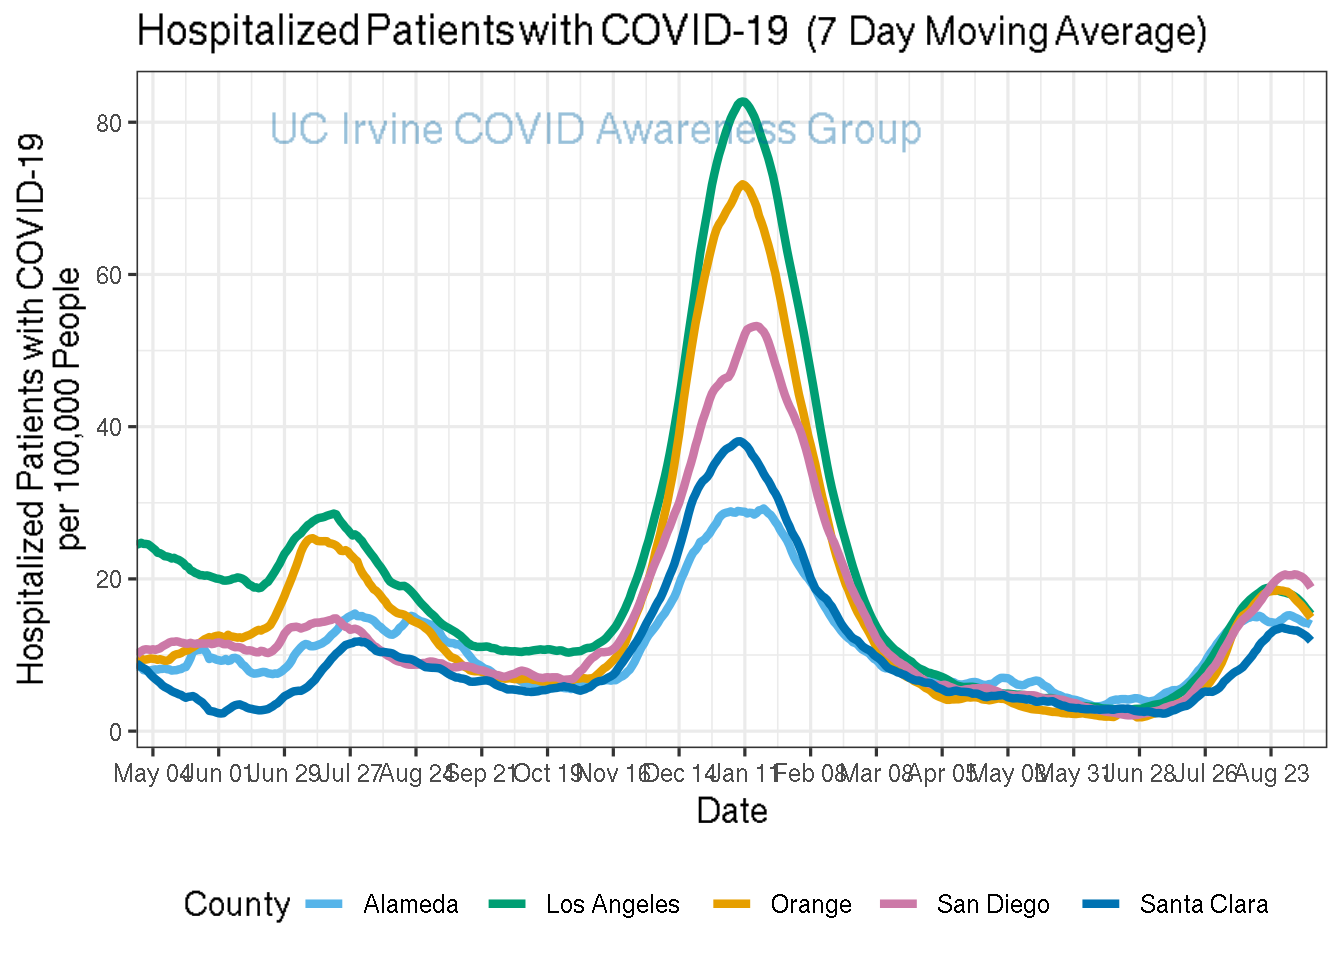 Hospitalized Patients with COVID-19 (7 Day Moving Average)
UC Irvine COVID Awareness Group
Hospitalized Patients with COVID-19
per 100,000 People
80
60
40
20
0
May 04 Jun 01 Jun 29 Jul 27 Aug 24 Sep 21 Oct 19 Nov 16 Dec 14 Jan 11 Feb 08 Mar 08 Apr 05 May 03 May 31 Jun 28 Jul 26 Aug 23
Date
County Alameda Los Angeles Orange San Diego Santa Clara